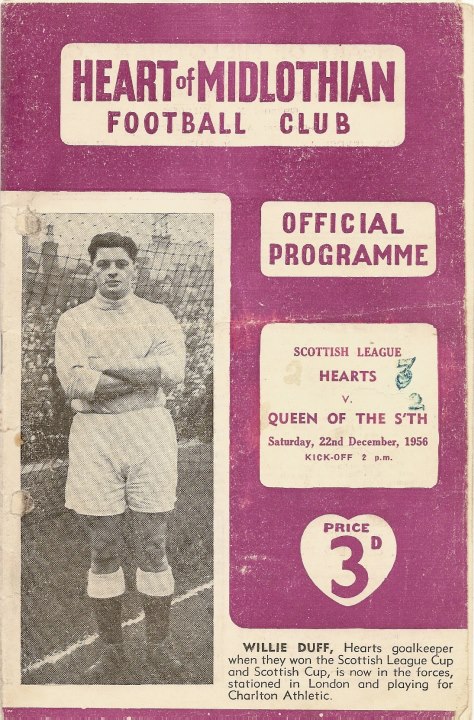 HEART of MIDLOTHIAN
FOOTBALL CLUB
OFFICIAL
PROGRAMME
SCOTTISH LEAGUE
HEARTS 3
V. 2
QUEEN OF THE S'TH
Saturday, 22nd December, 1956
KICK-OFF 2 p.m.
PRICE
3D
WILLIE DUFF, Hearts goalkeeper
when they won the Scottish League Cup
and Scottish Cup, is now in the forces,
stationed in London and playing for
Charlton Athletic.